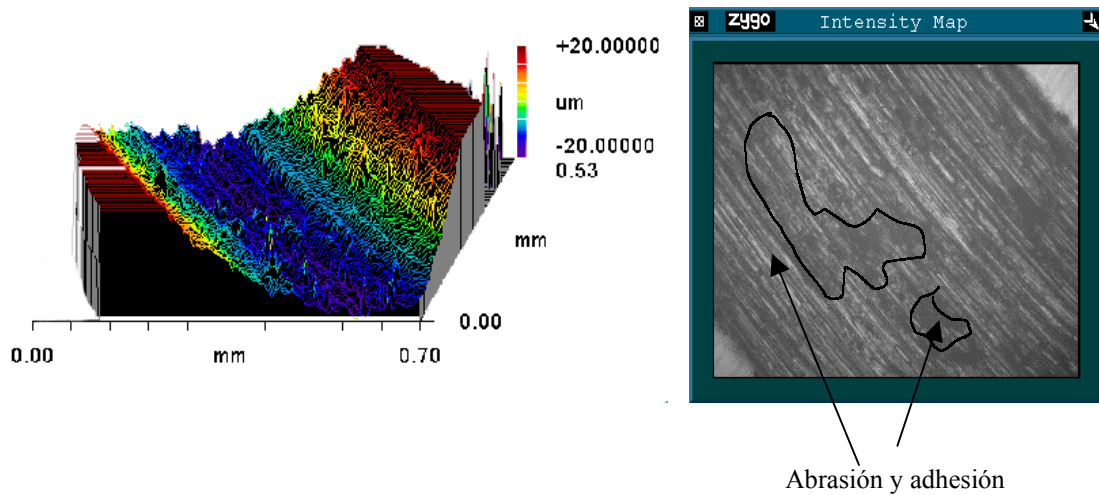 +20.00000
um
-20.00000
0.53
mm
0.00
0.00
mm
0.70
zygo Intensity Map
Abrasión y adhesión